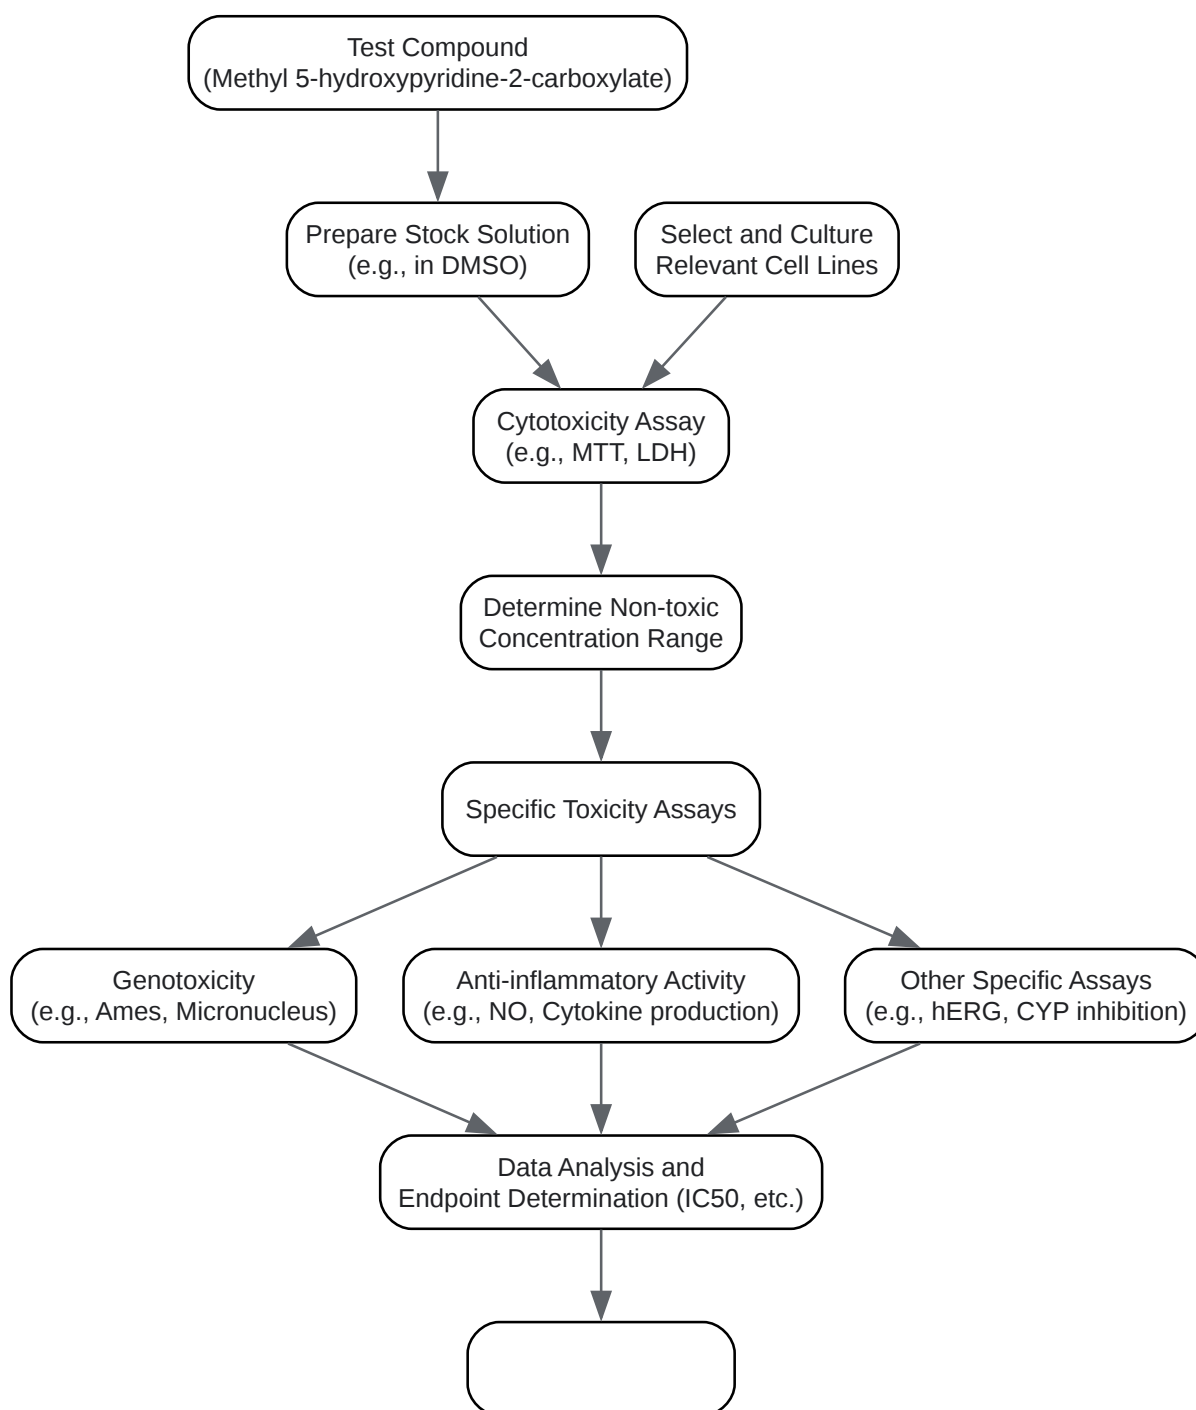 Test Compound
(Methyl 5-hydroxypyridine-2-carboxylate)
Prepare Stock Solution
(e.g., in DMSO)
Select and Culture
Relevant Cell Lines
Cytotoxicity Assay
(e.g., MTT, LDH)
Determine Non-toxic
Concentration Range
Specific Toxicity Assays
Genotoxicity
(e.g., Ames, Micronucleus)
Anti-inflammatory Activity
(e.g., NO, Cytokine production)
Other Specific Assays
(e.g., hERG, CYP inhibition)
Data Analysis and
Endpoint Determination (IC50, etc.)